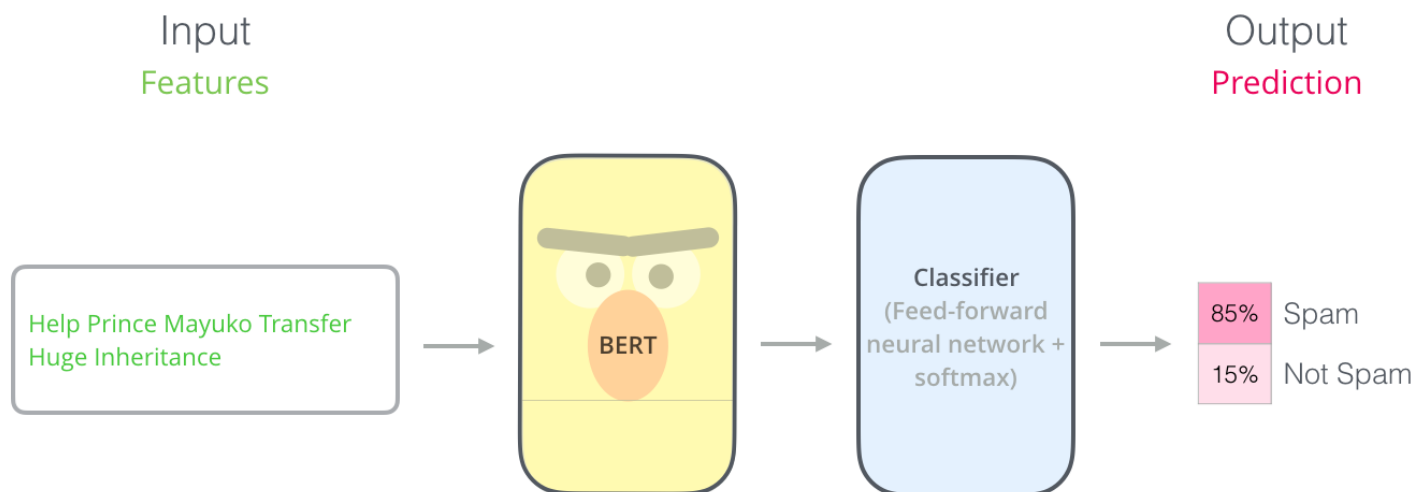 Input
Features
Output
Prediction
Help Prince Mayuko Transfer
Huge Inheritance
BERT
Classifier
(Feed-forward
neural network +
softmax)
85% Spam
15% Not Spam